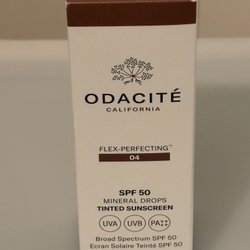 ODACITÉ
CALIFORNIA
FLEX-PERFECTING™
04
SPF 50
MINERAL DROPS
TINTED SUNSCREEN
UVA UVB PA‡‡
Broad Spectrum SPF 50
Ecran Solaire Teinté SPF 50